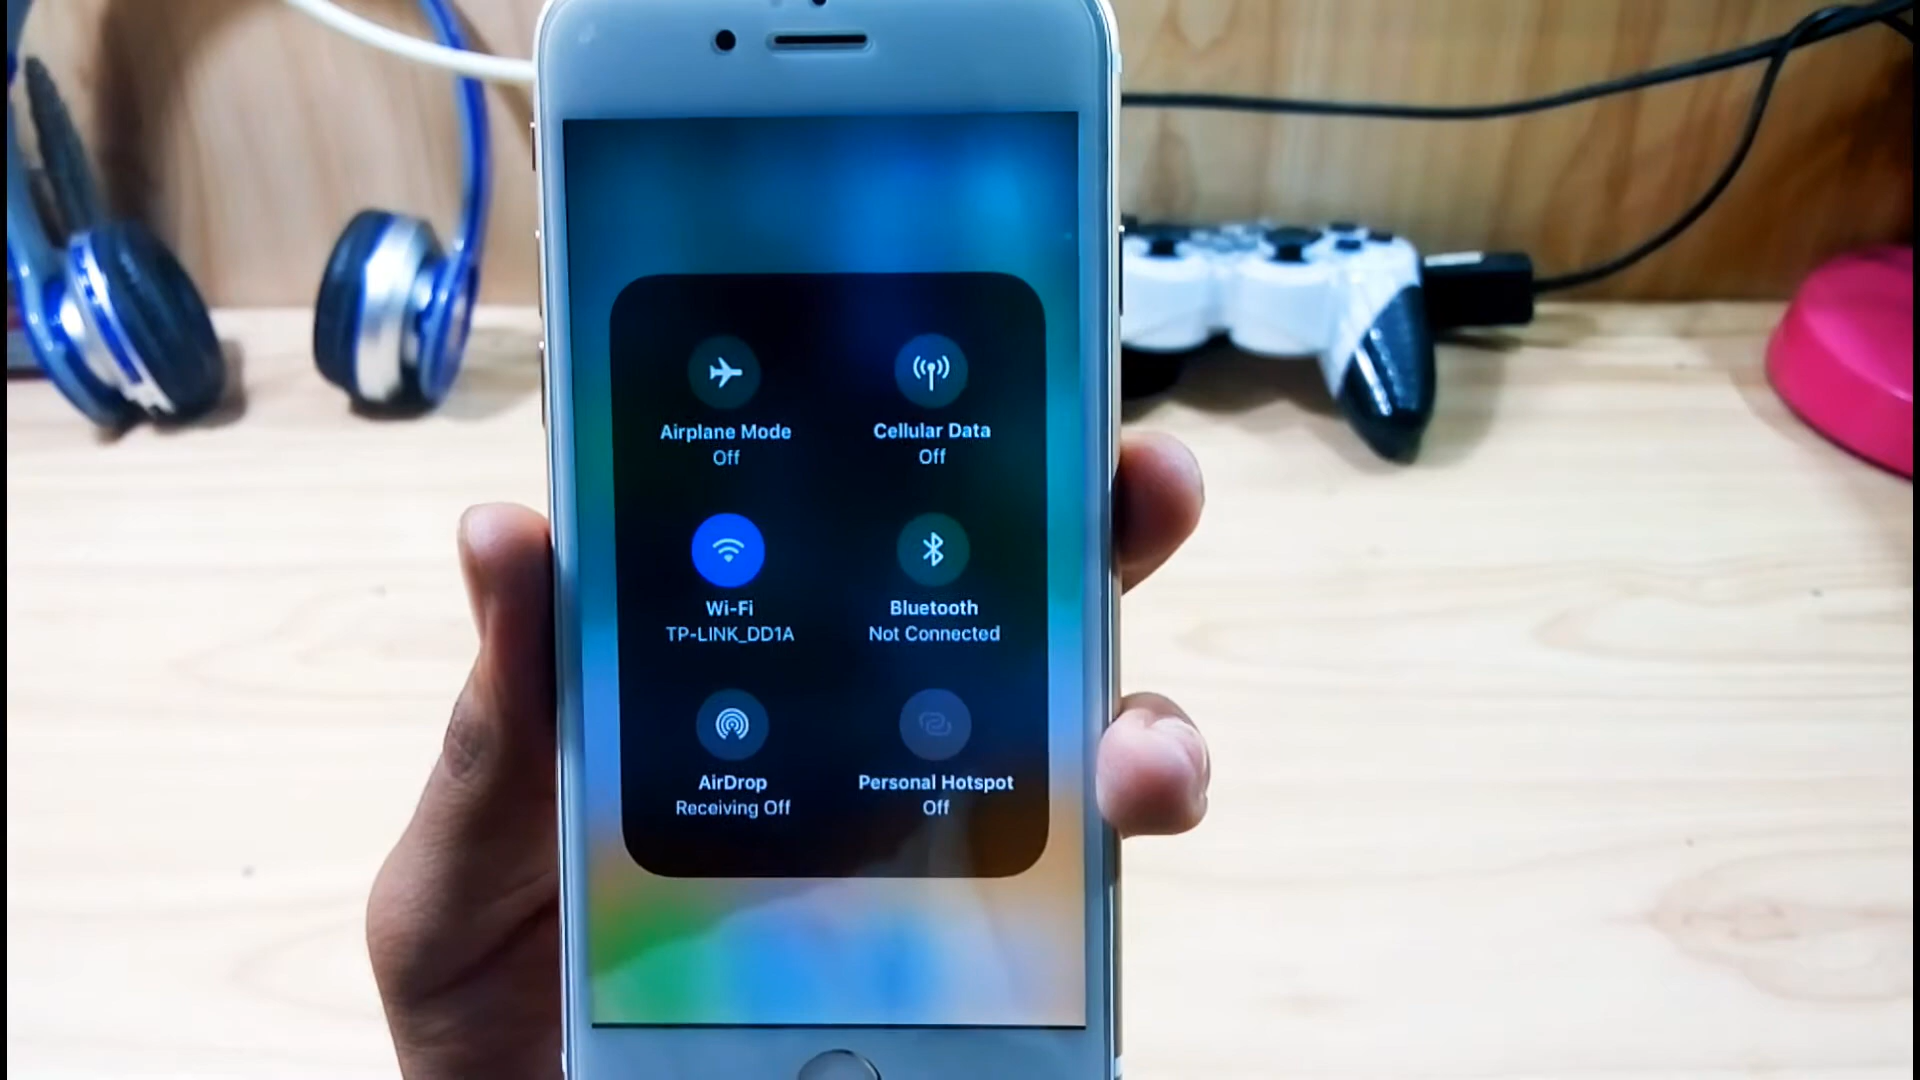 Airplane Mode
Off
Cellular Data
Off
Wi-Fi
TP-LINK_DD1A
Bluetooth
Not Connected
AirDrop
Receiving Off
Personal Hotspot
Off